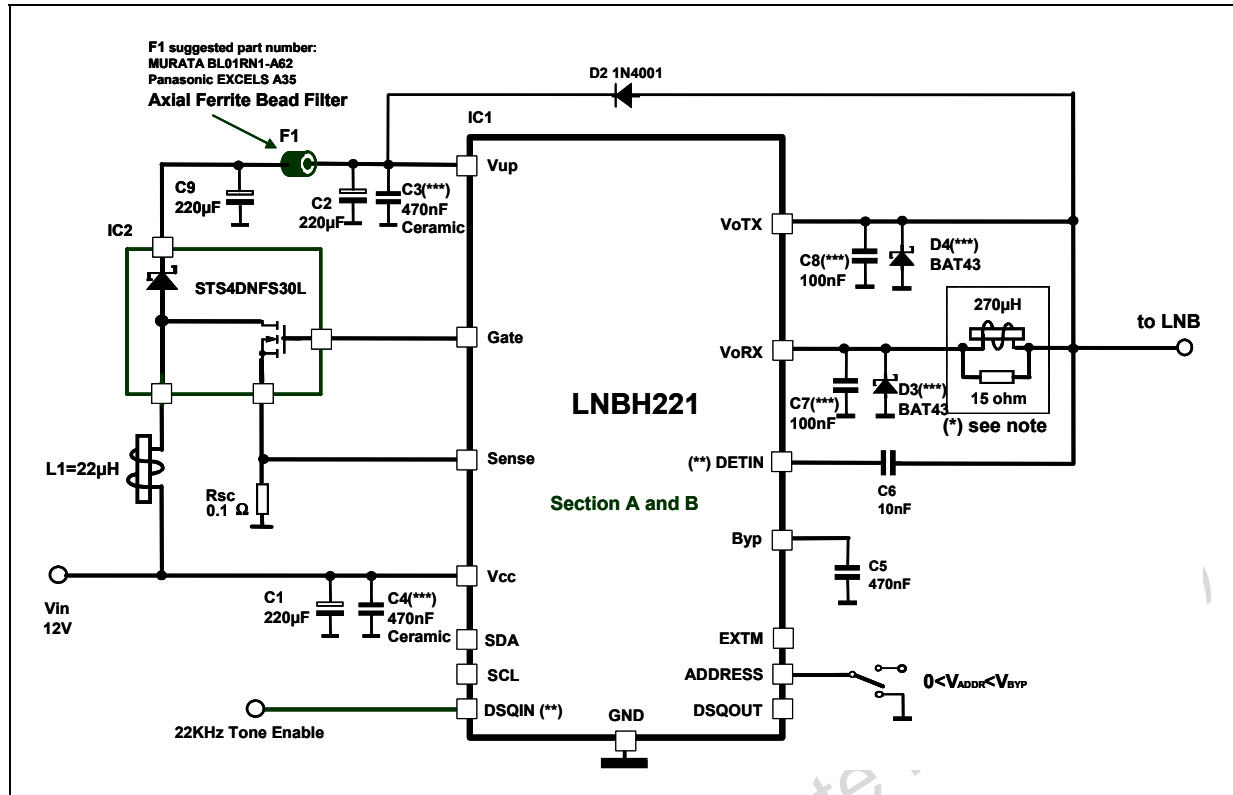 F1 suggested part number:
MURATA BL01RN1-A62
Panasonic EXCELS A35
Axial Ferrite Bead Filter
D2 1N4001
IC1
F1
Vup
C9
220µF
C2
220µF
C3(***)
470nF
Ceramic
IC2
STS4DNFS30L
VoTX
C8(***)
100nF
D4(***)
BAT43
270µH
to LNB
Gate
VoRX
LNBH221
C7(***)
100nF
D3(***)
BAT43
15 ohm
(*) see note
L1=22µH
Sense
(**) DETIN
C6
10nF
Rsc
0.1 Ω
Section A and B
Byp
C5
470nF
Vcc
Vin
12V
C1
220µF
C4(***)
470nF
Ceramic
SDA
EXTM
SCL
ADDRESS
0<VADDR<VBYP
DSQIN (**)
DSQOUT
GND
22KHz Tone Enable